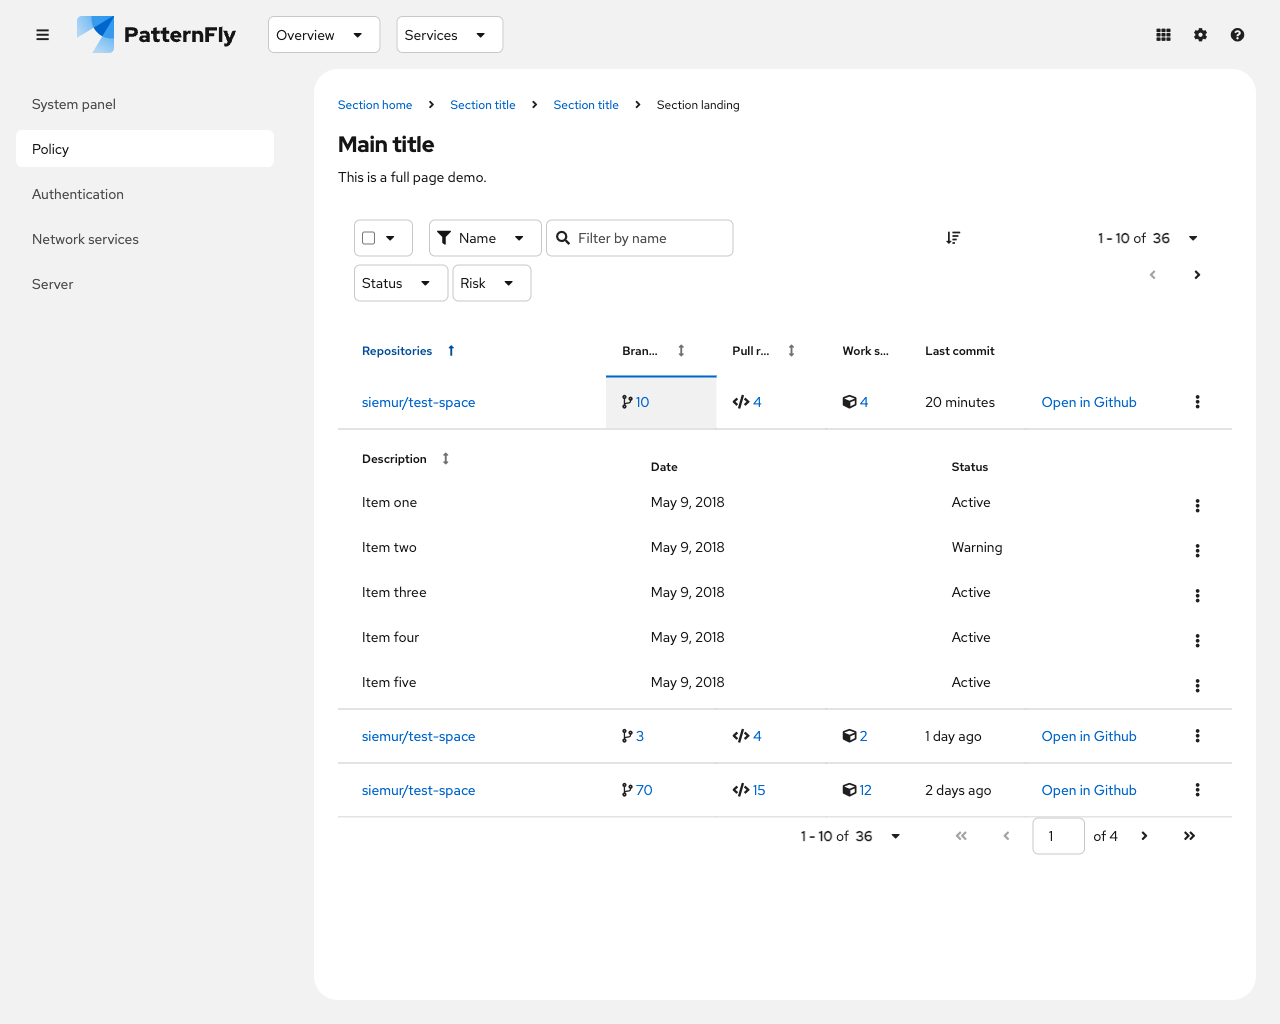 PatternFly Overview Services
System panel
Policy
Authentication
Network services
Server
Section home Section title Section title Section landing
Main title
This is a full page demo.
Name Filter by name 1 - 10 of 36
Status Risk
Repositories Bran... Pull r... Work s... Last commit
siemur/test-space 10 4 4 20 minutes Open in Github
Description Date Status
Item one May 9, 2018 Active
Item two May 9, 2018 Warning
Item three May 9, 2018 Active
Item four May 9, 2018 Active
Item five May 9, 2018 Active
siemur/test-space 3 4 2 1 day ago Open in Github
siemur/test-space 70 15 12 2 days ago Open in Github
1 - 10 of 36 1 of 4